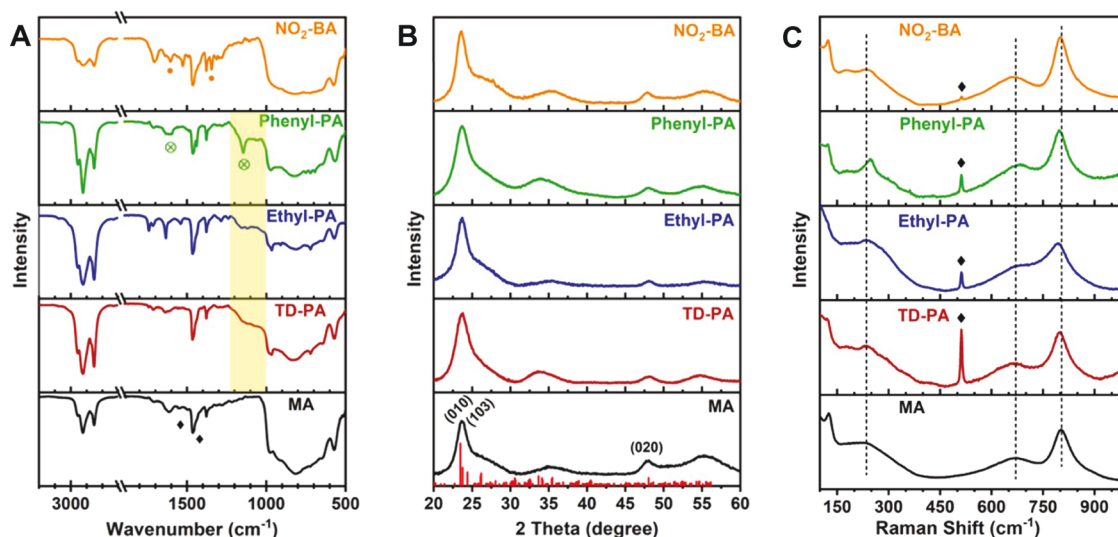 A
NO₂-BA
Phenyl-PA
Ethyl-PA
TD-PA
MA
3000 1500 1000 500
Wavenumber (cm⁻¹)
Intensity
B
NO₂-BA
Phenyl-PA
Ethyl-PA
TD-PA
MA
(010)
(103)
(020)
20 25 30 35 40 45 50 55 60
2 Theta (degree)
Intensity
C
NO₂-BA
Phenyl-PA
Ethyl-PA
TD-PA
MA
150 300 450 600 750 900
Raman Shift (cm⁻¹)
Intensity